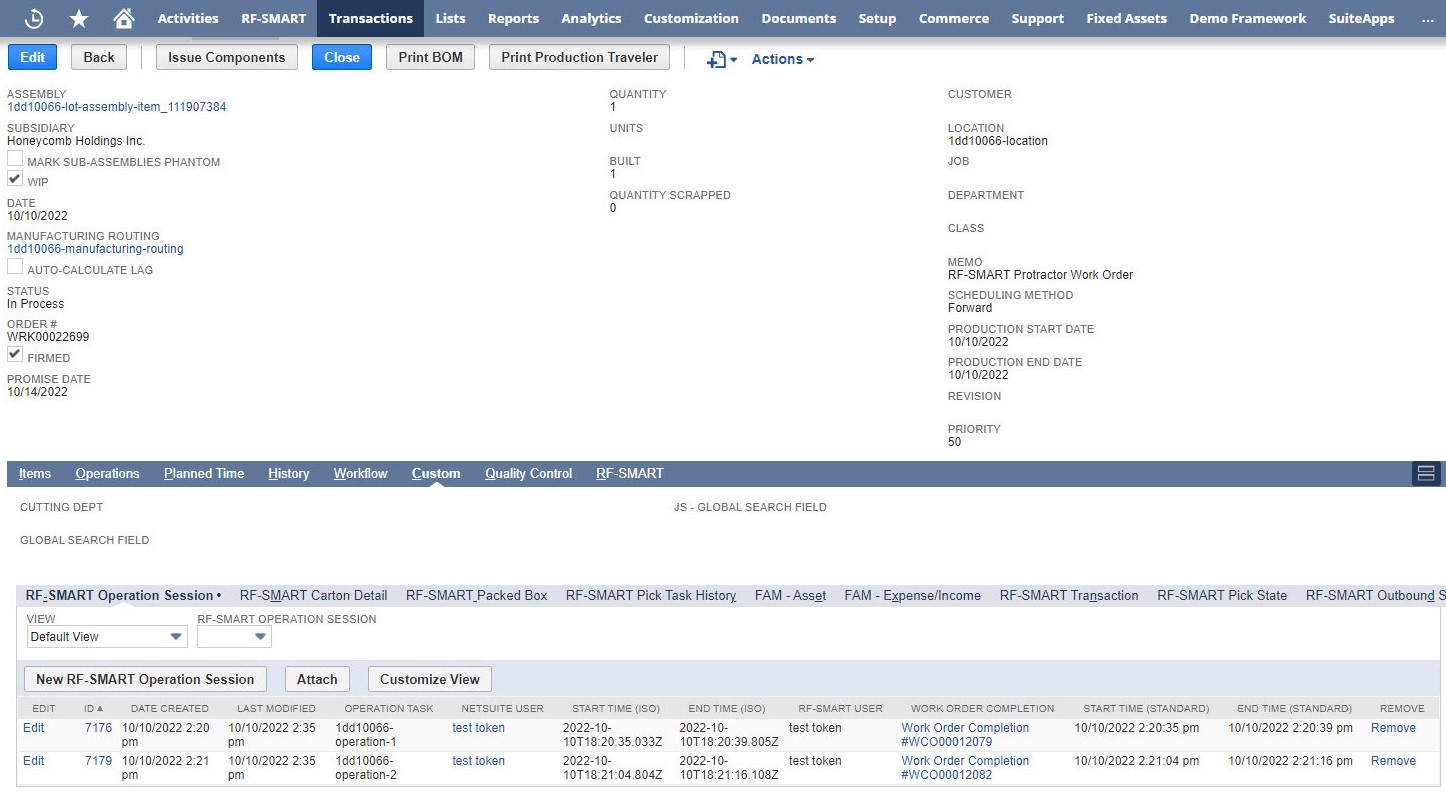 Activities RF-SMART Transactions Lists Reports Analytics Customization Documents Setup Commerce Support Fixed Assets Demo Framework SuiteApps ...
Edit Back Issue Components Close Print BOM Print Production Traveler Actions
ASSEMBLY
1dd10066-lot-assembly-item_111907384
SUBSIDIARY
Honeycomb Holdings Inc.
MARK SUB-ASSEMBLIES PHANTOM
WIP
DATE
10/10/2022
MANUFACTURING ROUTING
1dd10066-manufacturing-routing
AUTO-CALCULATE LAG
STATUS
In Process
ORDER #
WRK00022699
FIRMED
PROMISE DATE
10/14/2022
QUANTITY
1
UNITS
BUILT
1
QUANTITY SCRAPPED
0
CUSTOMER
LOCATION
1dd10066-location
JOB
DEPARTMENT
CLASS
MEMO
RF-SMART Protractor Work Order
SCHEDULING METHOD
Forward
PRODUCTION START DATE
10/10/2022
PRODUCTION END DATE
10/10/2022
REVISION
PRIORITY
50
Items Operations Planned Time History Workflow Custom Quality Control RF-SMART
CUTTING DEPT JS - GLOBAL SEARCH FIELD
GLOBAL SEARCH FIELD
RF-SMART Operation Session • RF-SMART Carton Detail RF-SMART Packed Box RF-SMART Pick Task History FAM - Asset FAM - Expense/Income RF-SMART Transaction RF-SMART Pick State RF-SMART Outbound S
VIEW RF-SMART OPERATION SESSION
Default View
New RF-SMART Operation Session Attach Customize View
EDIT ID ▲ DATE CREATED LAST MODIFIED OPERATION TASK NETSUITE USER START TIME (ISO) END TIME (ISO) RF-SMART USER WORK ORDER COMPLETION START TIME (STANDARD) END TIME (STANDARD) REMOVE
Edit 7176 10/10/2022 2:20 10/10/2022 2:35 1dd10066- test token 2022-10- 2022-10- test token Work Order Completion 10/10/2022 2:20:35 pm 10/10/2022 2:20:39 pm Remove
pm pm operation-1 10T18:20:35.033Z 10T18:20:39.805Z #WCO00012079
Edit 7179 10/10/2022 2:21 10/10/2022 2:35 1dd10066- test token 2022-10- 2022-10- test token Work Order Completion 10/10/2022 2:21:04 pm 10/10/2022 2:21:16 pm Remove
pm pm operation-2 10T18:21:04.804Z 10T18:21:16.108Z #WCO00012082